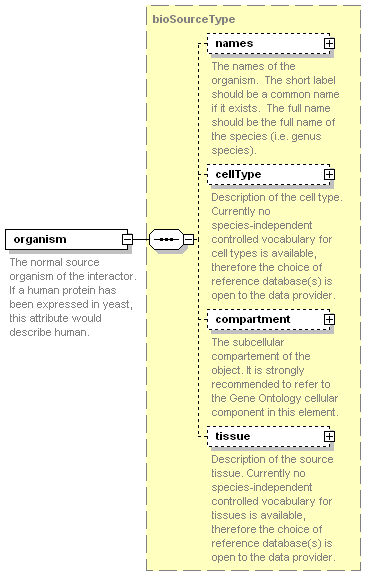 bioSourceType
names
The names of the
organism.  The short label
should be a common name
if it exists.  The full name
should be the full name of
the species (i.e. genus
species).
cellType
Description of the cell type.
Currently no
species-independent
controlled vocabulary for
cell types is available,
therefore the choice of
reference database(s) is
open to the data provider.
organism
The normal source
organism of the interactor.
If a human protein has
been expressed in yeast,
this attribute would
describe human.
compartment
The subcellular
compartement of the
object. It is strongly
recommended to refer to
the Gene Ontology cellular
component in this element.
tissue
Description of the source
tissue. Currently no
species-independent
controlled vocabulary for
tissues is available,
therefore the choice of
reference database(s) is
open to the data provider.